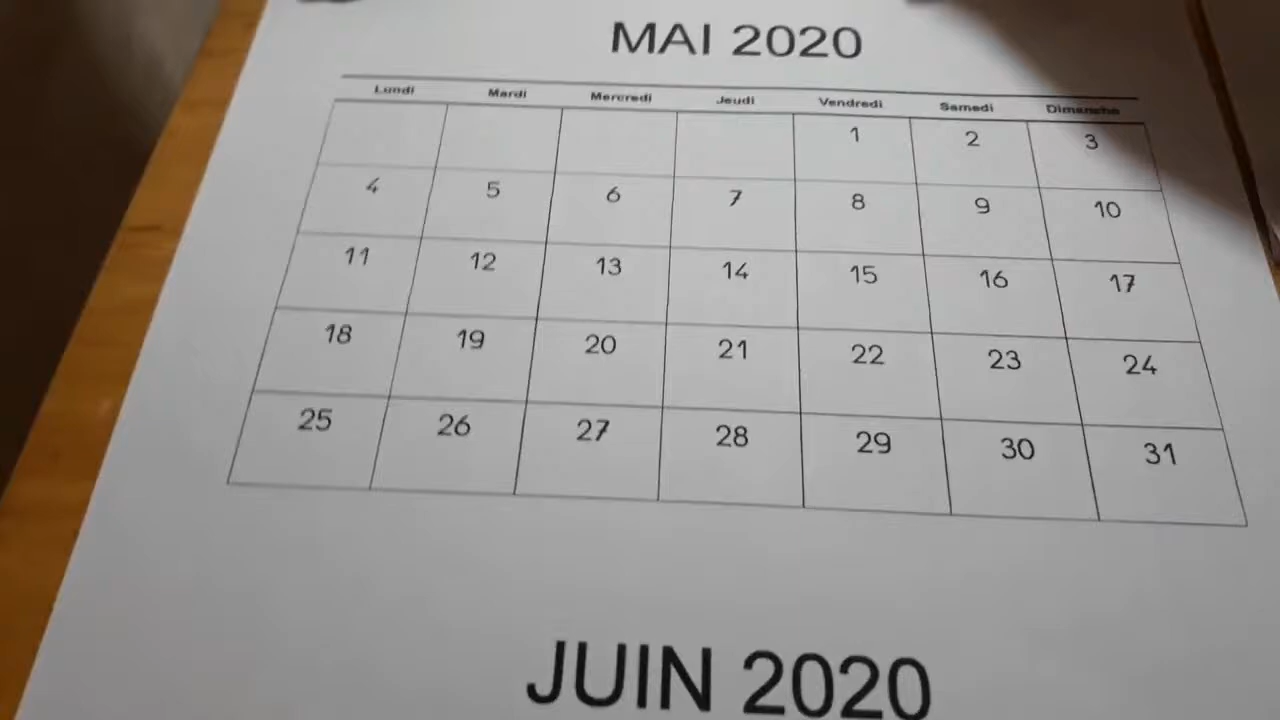 MAI 2020
Lundi Mardi Mercredi Jeudi Vendredi Samedi Dimanche
1 2 3
4 5 6 7 8 9 10
11 12 13 14 15 16 17
18 19 20 21 22 23 24
25 26 27 28 29 30 31
JUIN 2020